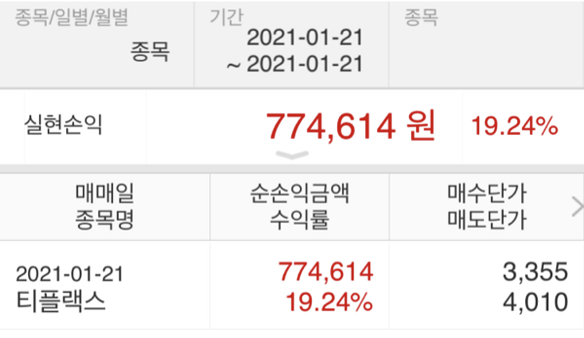 종목/일별/월별 기간 종목
종목 2021-01-21
~ 2021-01-21
실현손익 774,614 원 19.24%
매매일 순손익금액 매수단가
종목명 수익률 매도단가
2021-01-21 774,614 3,355
티플랙스 19.24% 4,010